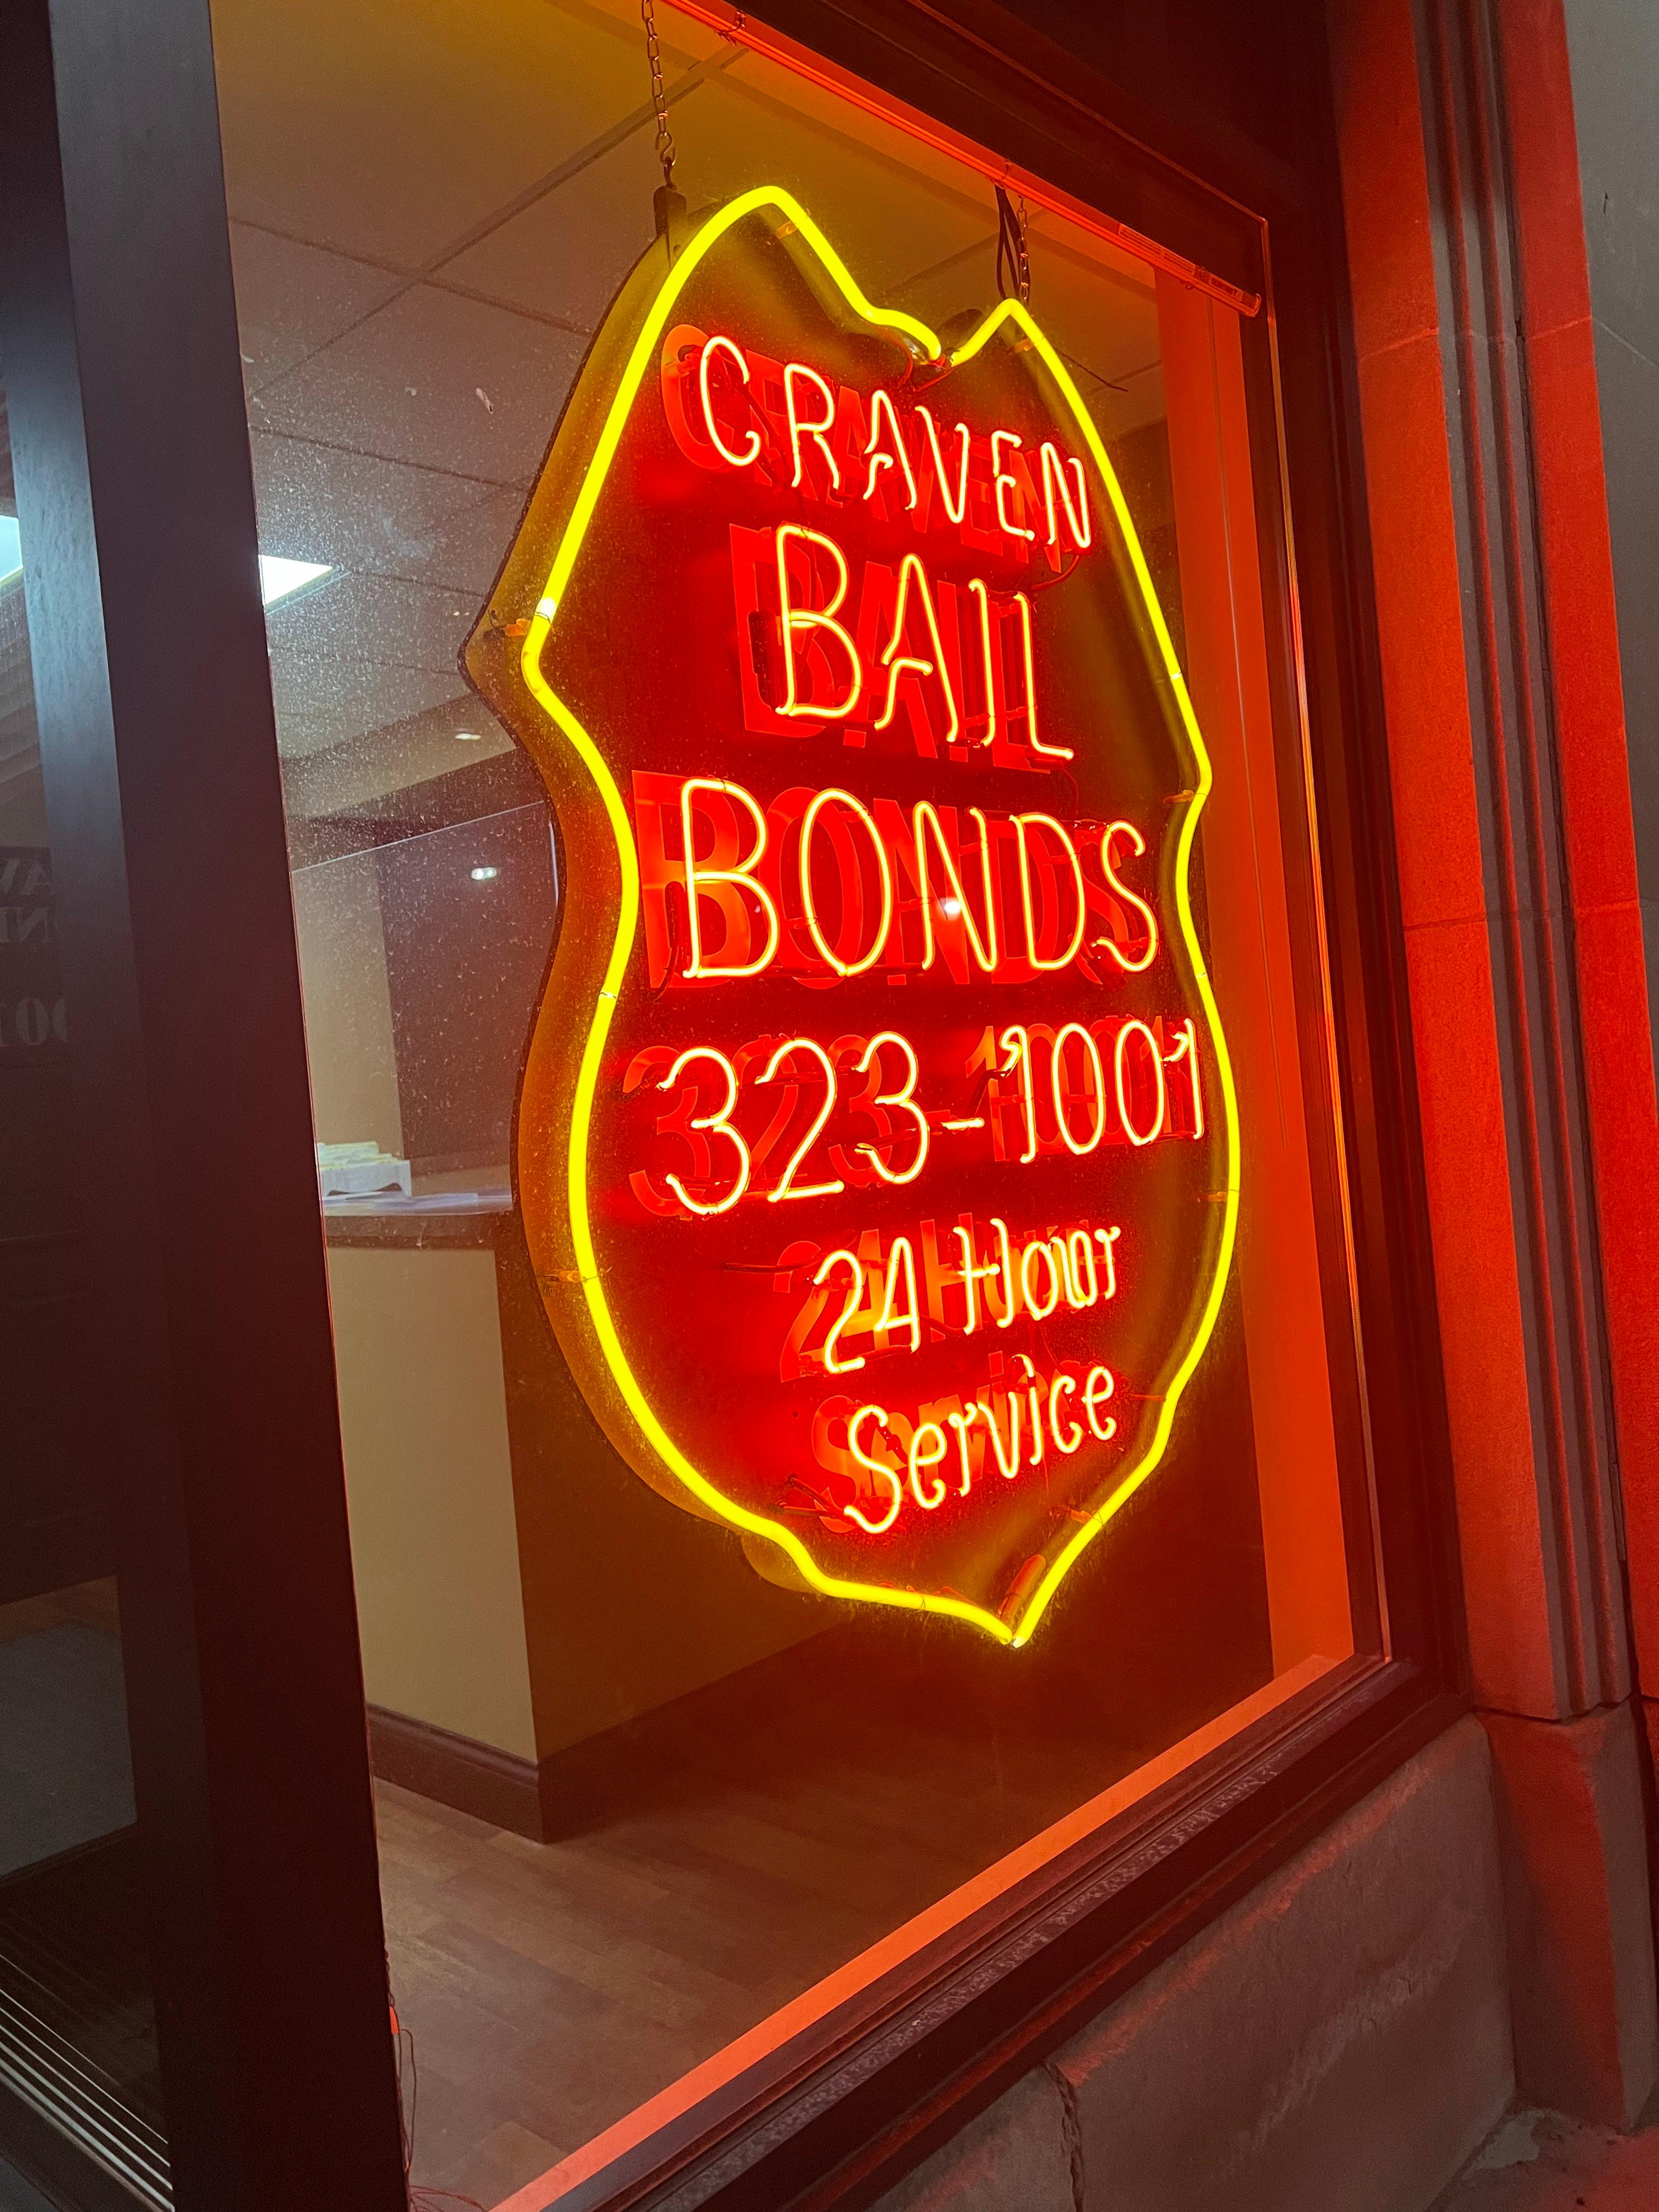 CRAVEN
BAIL
BONDS
323-1001
24 Hour
Service